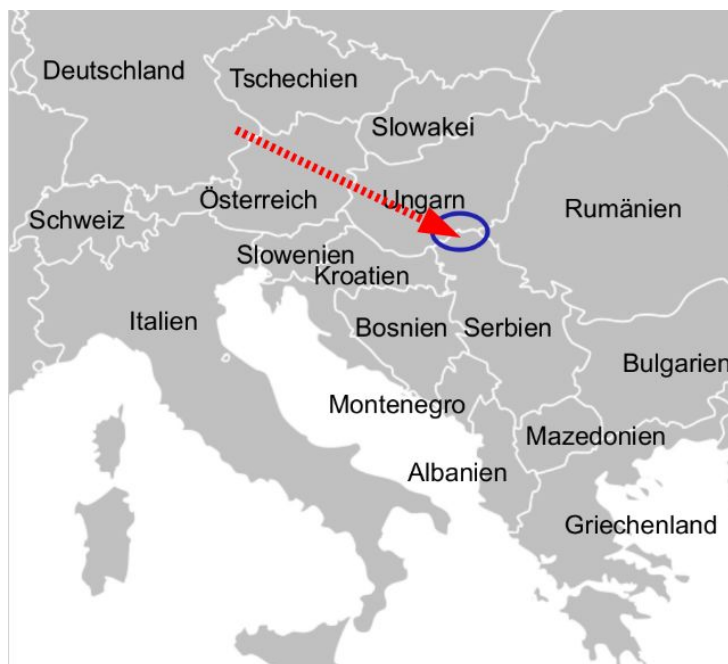 Deutschland
Tschechien
Slowakei
Österreich
Ungarn
Schweiz
Rumänien
Slowenien
Kroatien
Italien
Bosnien
Serbien
Bulgarien
Montenegro
Mazedonien
Albanien
Griechenland